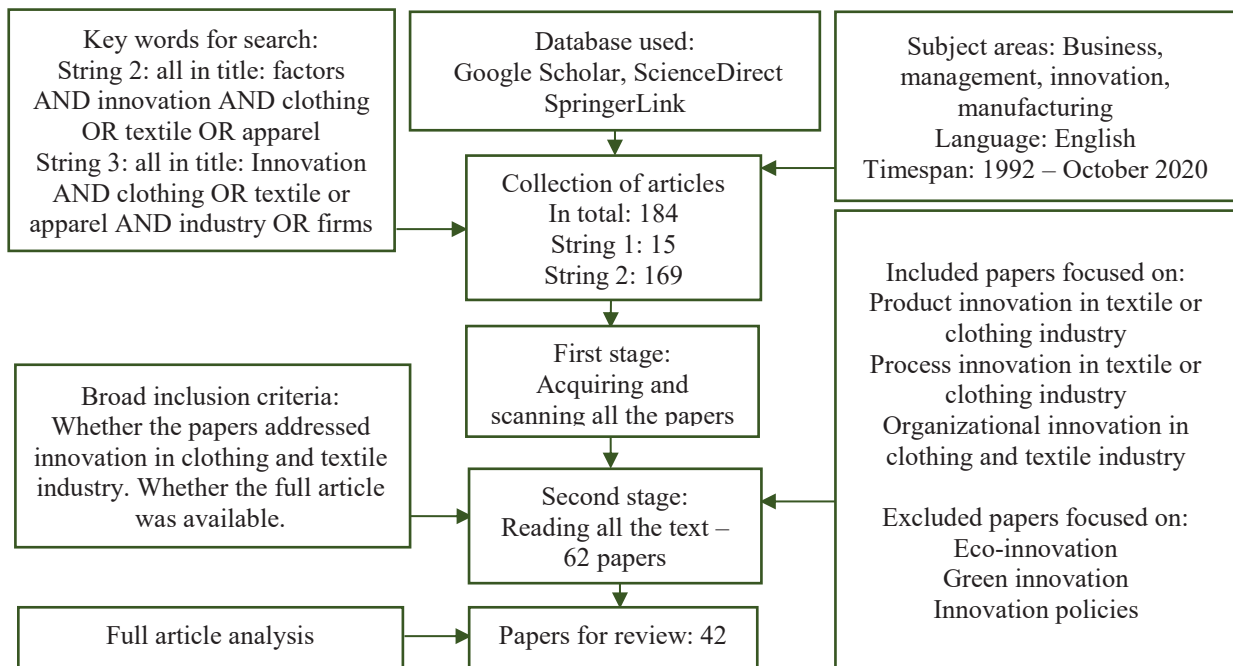 Key words for search:
String 2: all in title: factors
AND innovation AND clothing
OR textile OR apparel
String 3: all in title: Innovation
AND clothing OR textile or
apparel AND industry OR firms
Database used:
Google Scholar, ScienceDirect
SpringerLink
Subject areas: Business,
management, innovation,
manufacturing
Language: English
Timespan: 1992 – October 2020
Collection of articles
In total: 184
String 1: 15
String 2: 169
First stage:
Acquiring and
scanning all the papers
Broad inclusion criteria:
Whether the papers addressed
innovation in clothing and textile
industry. Whether the full article
was available.
Second stage:
Reading all the text –
62 papers
Included papers focused on:
Product innovation in textile or
clothing industry
Process innovation in textile or
clothing industry
Organizational innovation in
clothing and textile industry
Excluded papers focused on:
Eco-innovation
Green innovation
Innovation policies
Full article analysis
Papers for review: 42